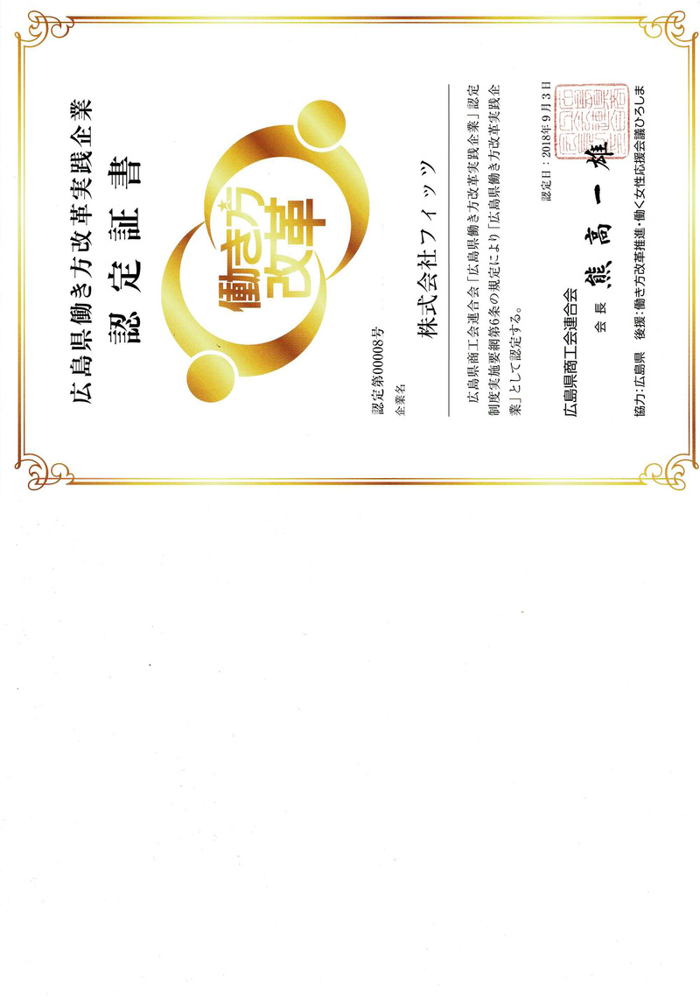 広島県働き方改革実践企業
認定証書
働き方
改革
認定第00008号
企業名
株式会社フィッツ
広島県商工会連合会「広島県働き方改革実践企業」認定
制度実施要綱第6条の規定により「広島県働き方改革実践企
業」として認定する。
認定日：2018年9月3日
広島県商工会連合会
会長 熊高一雄
協力：広島県　後援：働き方改革推進・働く女性応援会議ひろしま